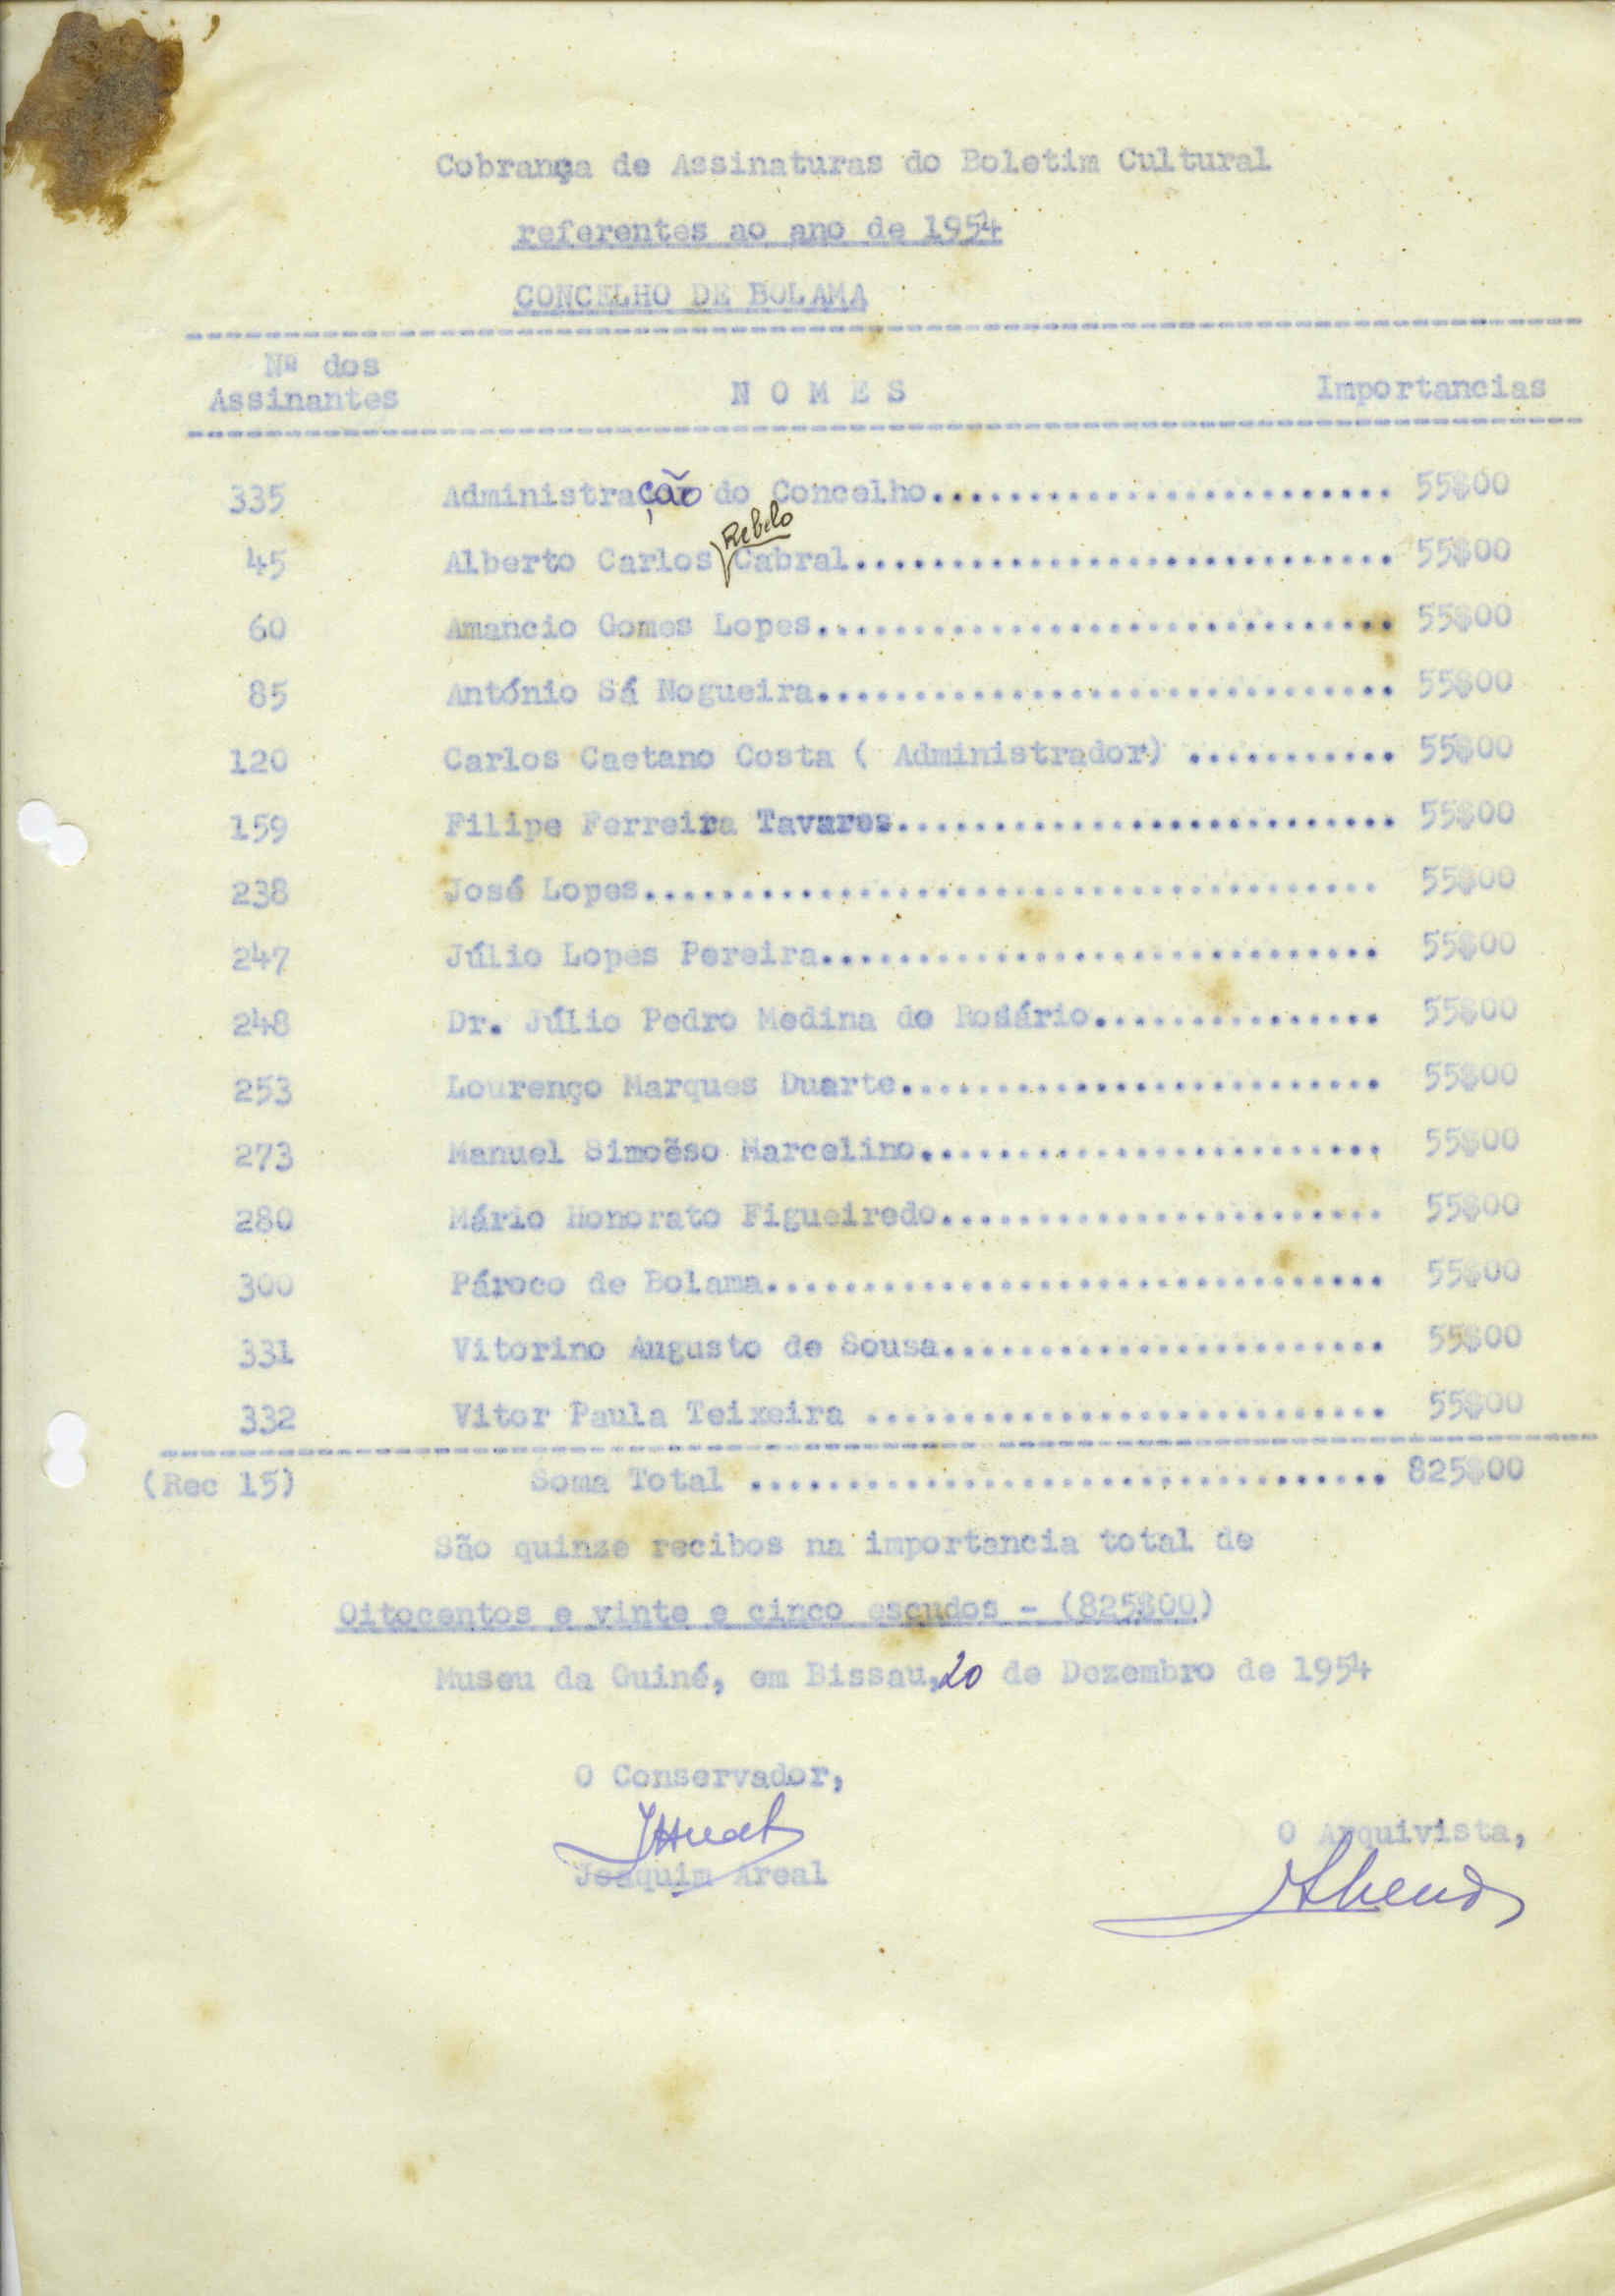 Cobrança de Assinaturas do Boletim Cultural
referentes ao ano de 1954
CONCELHO DE BOLAMA
Nº dos
Assinantes N O M E S Importancias
335 Administração do Concelho........................ 55$00
Rebelo
45 Alberto Carlos Cabral............................ 55$00
60 Amancio Gomes Lopes.............................. 55$00
85 António Sá Nogueira.............................. 55$00
120 Carlos Caetano Costa ( Administrador) ........... 55$00
159 Filipe Ferreira Tavares.......................... 55$00
238 José Lopes...................................... 55$00
247 Júlio Lopes Pereira............................. 55$00
248 Dr. Júlio Pedro Medina do Rosário............... 55$00
253 Lourenço Marques Duarte......................... 55$00
273 Manuel Simoẽso Marcelino........................ 55$00
280 Mário Honorato Figueiredo....................... 55$00
300 Pároco de Bolama................................ 55$00
331 Vitorino Augusto de Sousa....................... 55$00
332 Vitor Paula Teixeira ........................... 55$00
(Rec 15) Soma Total ................................. 825$00
São quinze recibos na importancia total de
Oitocentos e vinte e cinco escudos - (825$00)
Museu da Guiné, em Bissau, 20 de Dezembro de 1954
O Conservador,
O Arquivista,
Joaquim Areal